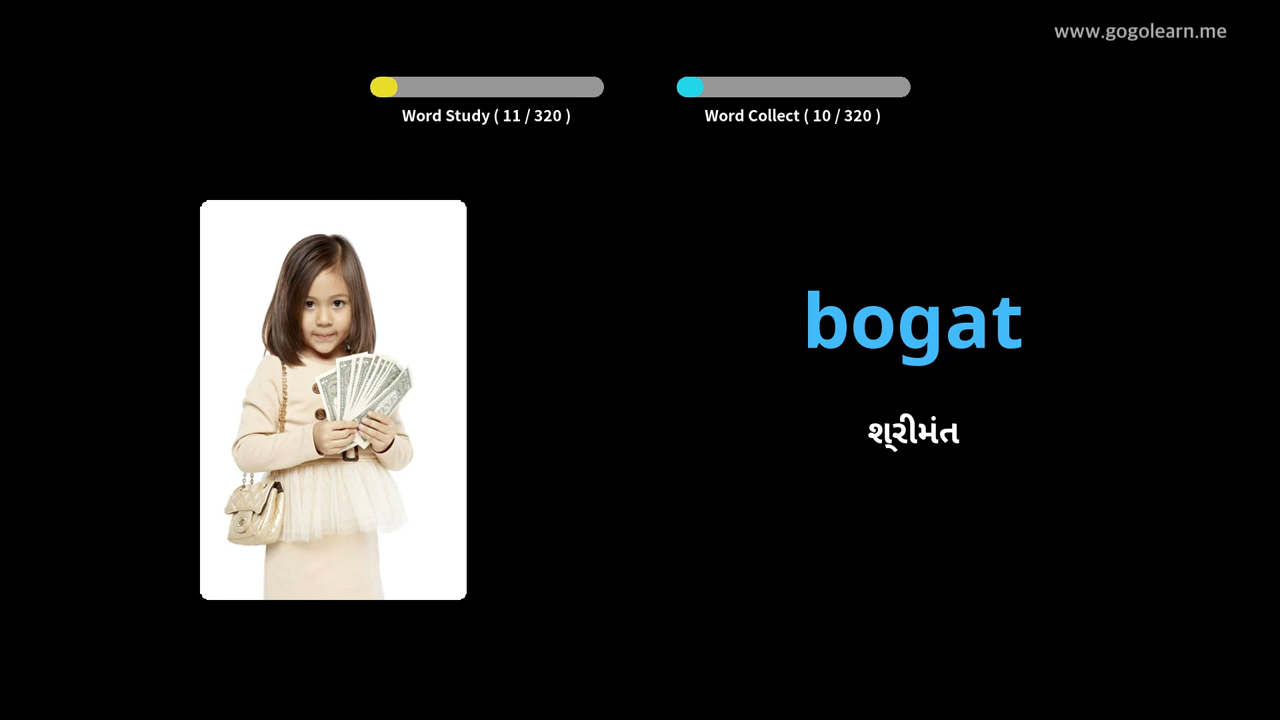 www.gogolearn.me
Word Study ( 11 / 320 )
Word Collect ( 10 / 320 )
bogat
શ્રીમંત